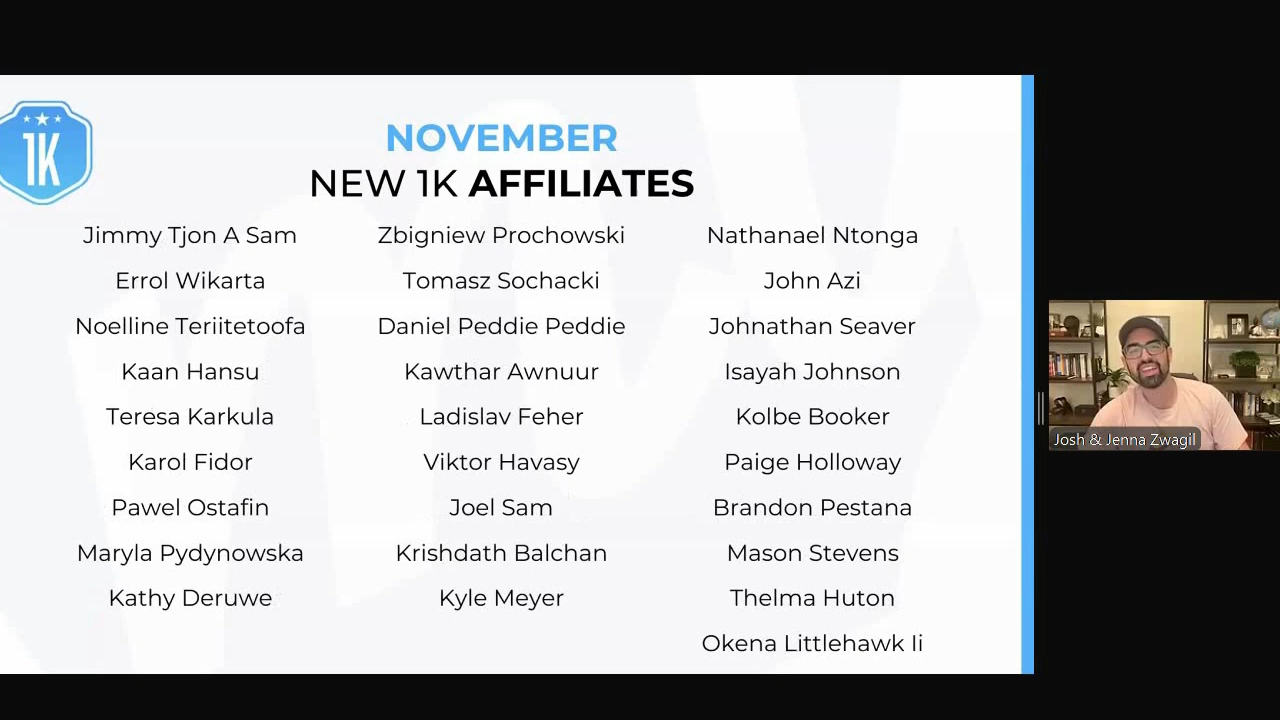 1K
NOVEMBER
NEW 1K AFFILIATES
Jimmy Tjon A Sam
Errol Wikarta
Noelline Teriitetoofa
Kaan Hansu
Teresa Karkula
Karol Fidor
Pawel Ostafin
Maryla Pydynowska
Kathy Deruwe
Zbigniew Prochowski
Tomasz Sochacki
Daniel Peddie Peddie
Kawthar Awnuur
Ladislav Feher
Viktor Havasy
Joel Sam
Krishdath Balchan
Kyle Meyer
Nathanael Ntonga
John Azi
Johnathan Seaver
Isayah Johnson
Kolbe Booker
Paige Holloway
Brandon Pestana
Mason Stevens
Thelma Huton
Okena Littlehawk Ii
Josh & Jenna Zwagil